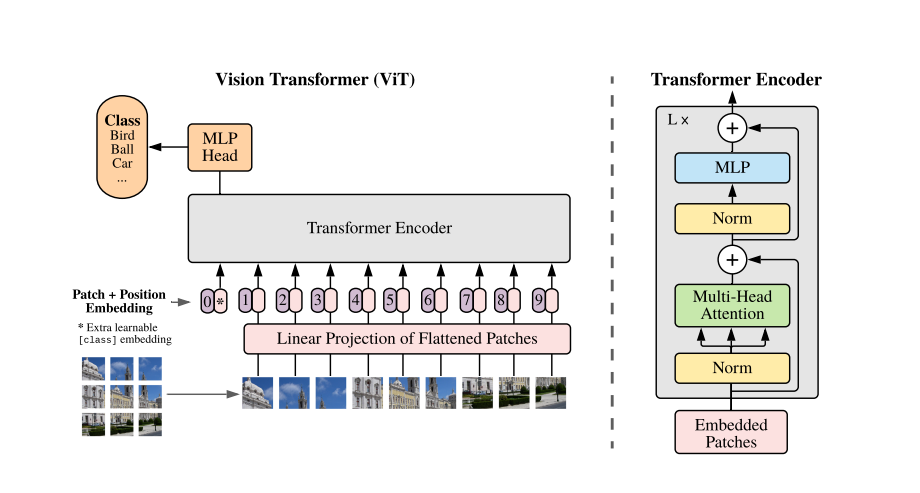 Vision Transformer (ViT)
Class
Bird
Ball
Car
...
MLP
Head
Transformer Encoder
0 * 1 2 3 4 5 6 7 8 9
Patch + Position
Embedding
* Extra learnable
[class] embedding
Linear Projection of Flattened Patches
Transformer Encoder
L ×
+
MLP
Norm
+
Multi-Head
Attention
Norm
Embedded
Patches